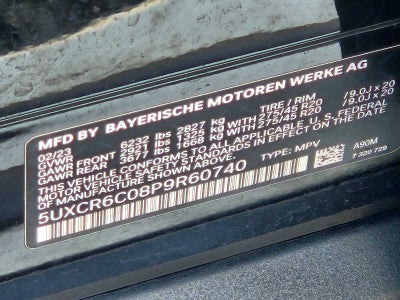 MFD BY BAYERISCHE MOTOREN WERKE AG
02/23 TIRE / RIM
GVWR 6232 lbs 2827 kg
GAWR FRONT 2921 lbs 1325 kg WITH 275/45 R20 / 9.0J x 20
GAWR REAR 3677 lbs 1668 kg WITH 275/45 R20 / 9.0J x 20
THIS VEHICLE CONFORMS TO ALL APPLICABLE U.S. FEDERAL
MOTOR VEHICLE SAFETY STANDARDS IN EFFECT ON THE DATE
OF MANUFACTURE SHOWN ABOVE.
5UXCR6C08P9R60740 TYPE: MPV A90M
7 320 729